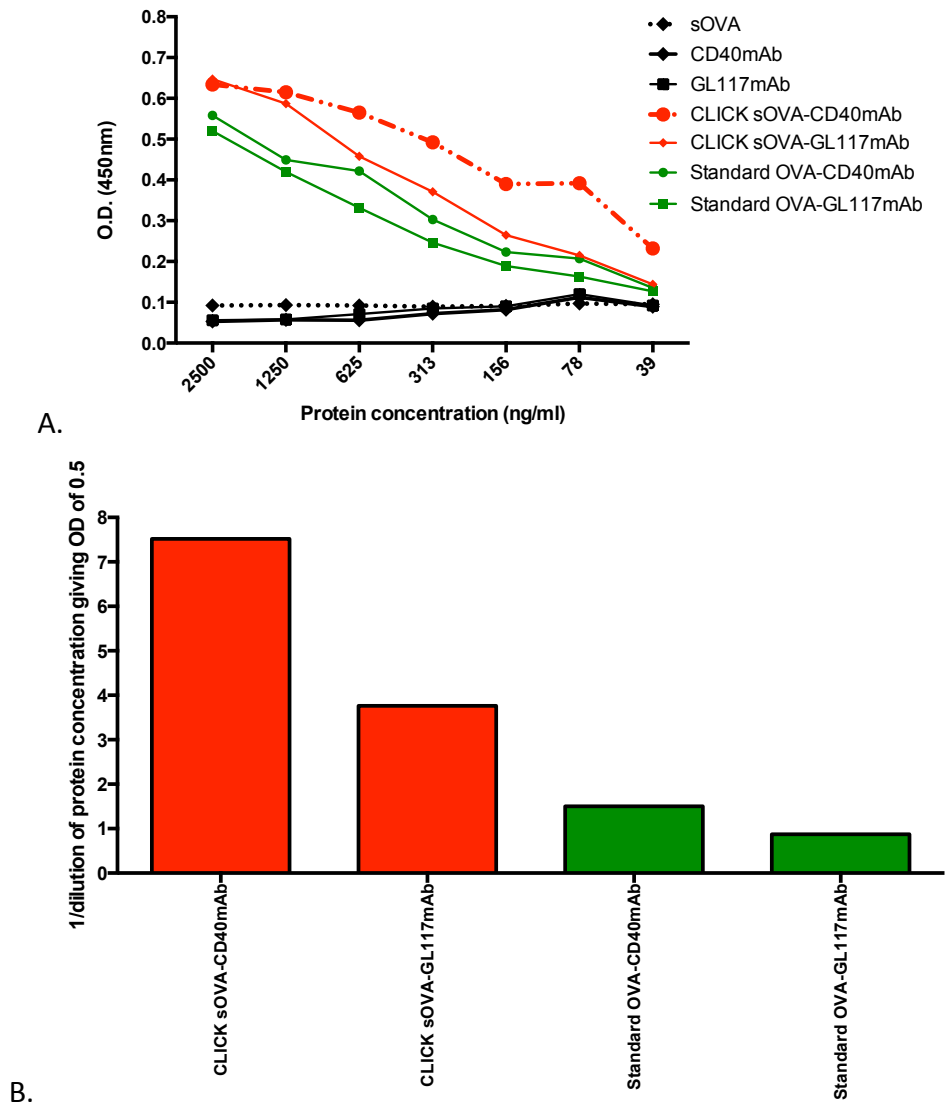 0.8
0.7
0.6
0.5
0.4
0.3
0.2
0.1
0.0
O.D. (450nm)
2500
1250
625
313
156
78
39
Protein concentration (ng/ml)
sOVA
CD40mAb
GL117mAb
CLICK sOVA-CD40mAb
CLICK sOVA-GL117mAb
Standard OVA-CD40mAb
Standard OVA-GL117mAb
A.
1/dilution of protein concentration giving OD of 0.5
8
7
6
5
4
3
2
1
0
CLICK sOVA-CD40mAb
CLICK sOVA-GL117mAb
Standard OVA-CD40mAb
Standard OVA-GL117mAb
B.